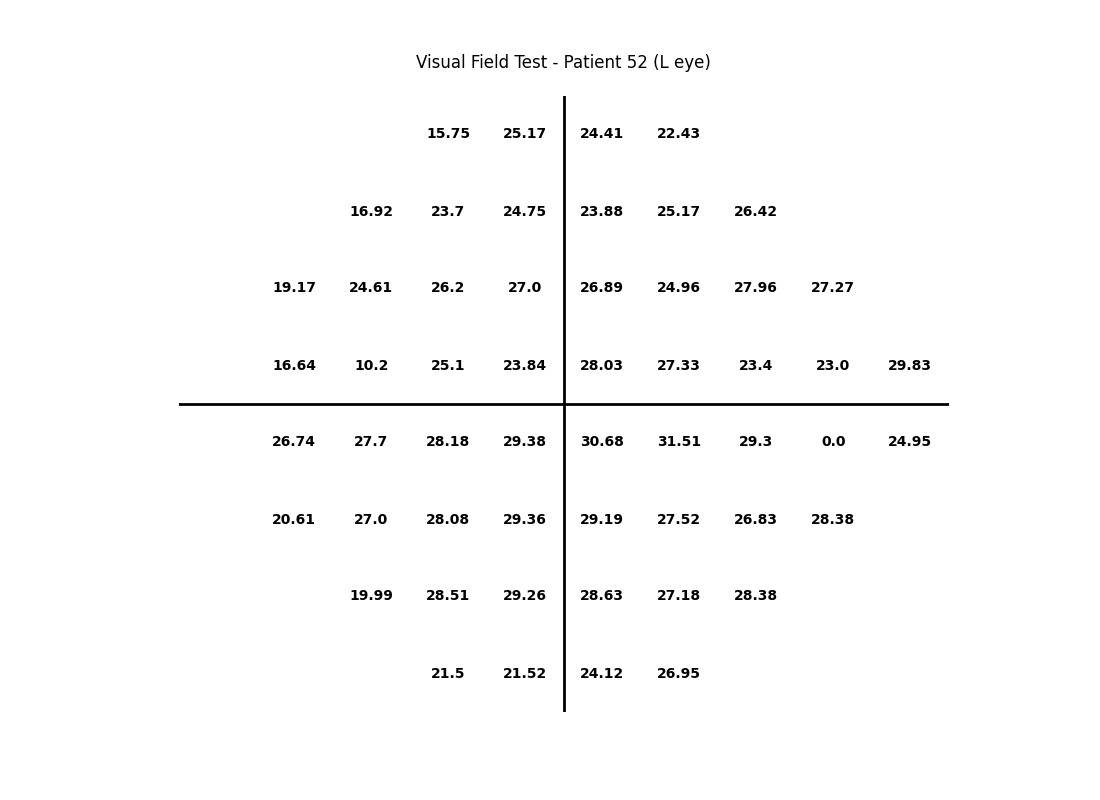 Visual Field Test - Patient 52 (L eye)
15.75 25.17 24.41 22.43
16.92 23.7 24.75 23.88 25.17 26.42
19.17 24.61 26.2 27.0 26.89 24.96 27.96 27.27
16.64 10.2 25.1 23.84 28.03 27.33 23.4 23.0 29.83
26.74 27.7 28.18 29.38 30.68 31.51 29.3 0.0 24.95
20.61 27.0 28.08 29.36 29.19 27.52 26.83 28.38
19.99 28.51 29.26 28.63 27.18 28.38
21.5 21.52 24.12 26.95